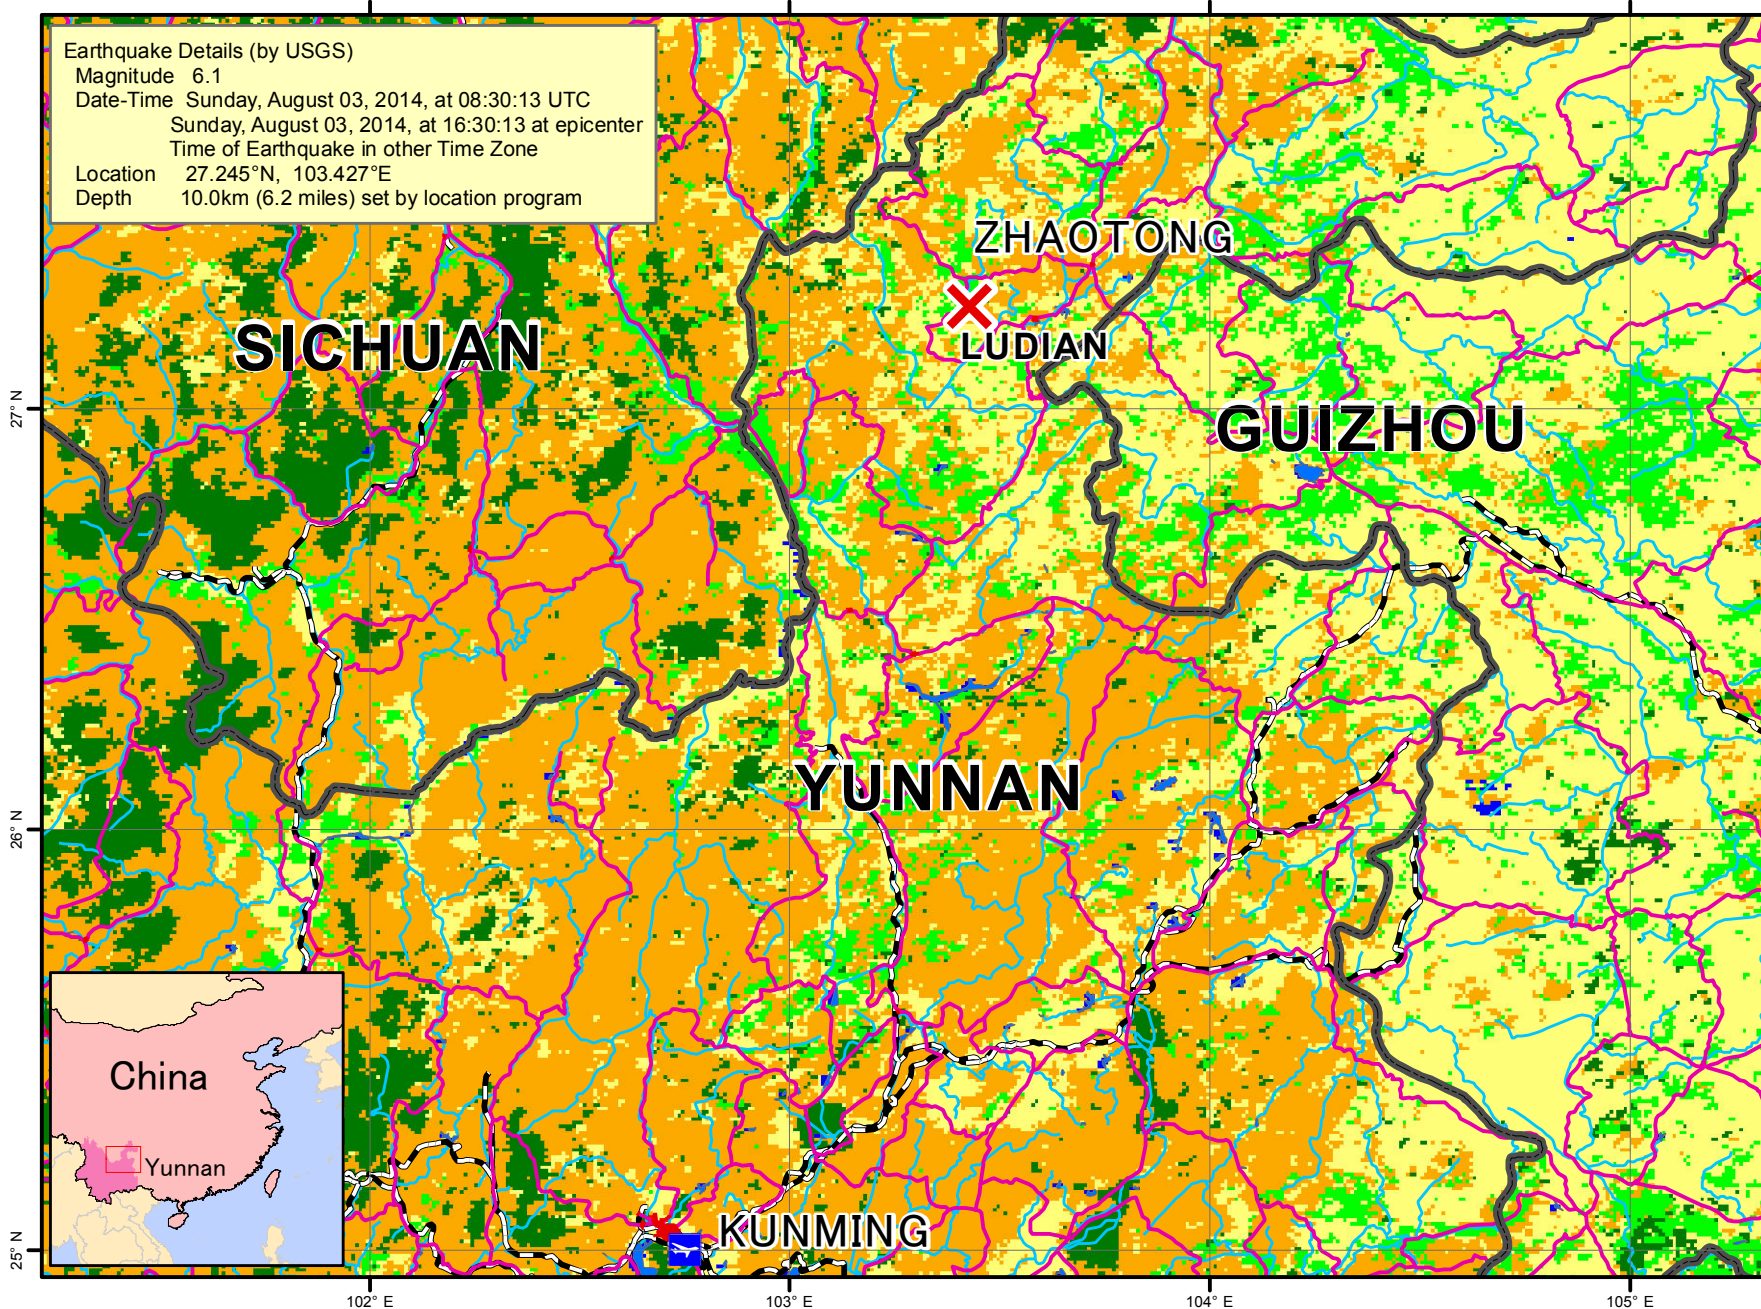 Earthquake Details (by USGS)
Magnitude 6.1
Date-Time Sunday, August 03, 2014, at 08:30:13 UTC
Sunday, August 03, 2014, at 16:30:13 at epicenter
Time of Earthquake in other Time Zone
Location 27.245°N, 103.427°E
Depth 10.0km (6.2 miles) set by location program
ZHAOTONG
SICHUAN
LUDIAN
27° N
GUIZHOU
YUNNAN
26° N
China
Yunnan
KUNMING
25° N
102° E
103° E
104° E
105° E